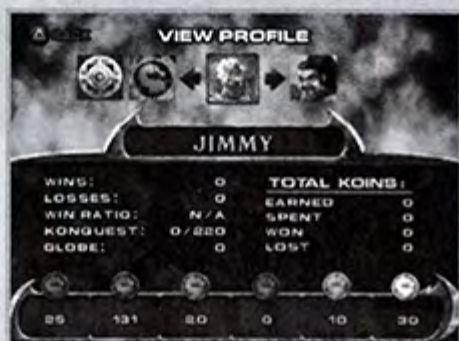 BACK
VIEW PROFILE
JIMMY
WINS: 0
LOSSES: 0
WIN RATIO: N/A
KONQUEST: 0/220
GLOBE: 0
TOTAL KOINS:
EARNED 0
SPENT 0
WON 0
LOST 0
25 131 20 0 10 30